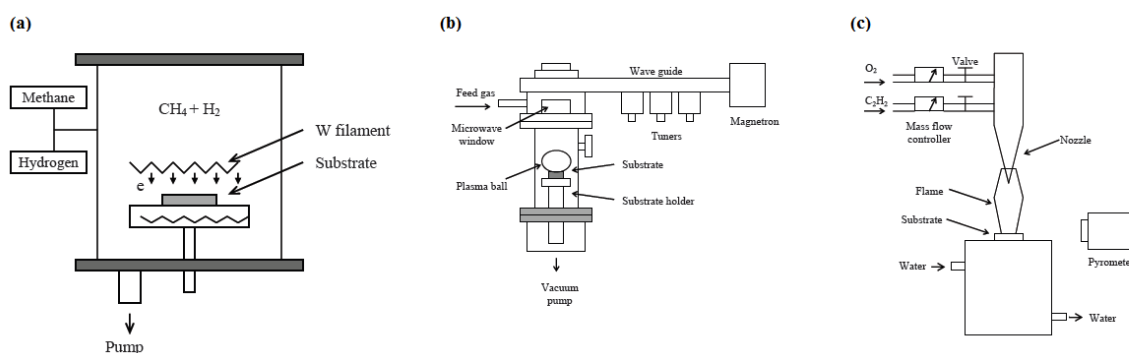 (a)
Methane
Hydrogen
CH₄ + H₂
W filament
Substrate
e
Pump
(b)
Wave guide
Feed gas
Microwave
window
Tuners
Magnetron
Plasma ball
Substrate
Substrate holder
Vacuum
pump
(c)
O₂
Valve
C₂H₂
Mass flow
controller
Nozzle
Flame
Substrate
Pyromete
Water
Water